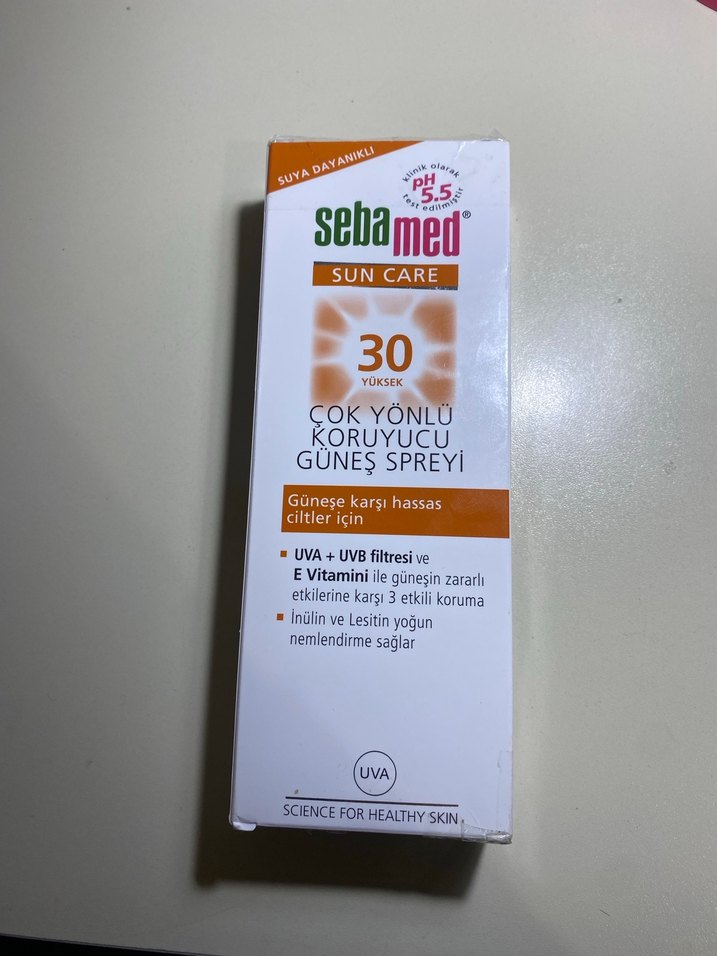 SUYA DAYANIKLI
klinik olarak
pH
5.5
test edilmiştir
sebamed®
SUN CARE
30
YÜKSEK
ÇOK YÖNLÜ
KORUYUCU
GÜNEŞ SPREYİ
Güneşe karşı hassas
ciltler için
▪ UVA + UVB filtresi ve
E Vitamini ile güneşin zararlı
etkilerine karşı 3 etkili koruma
▪ İnülin ve Lesitin yoğun
nemlendirme sağlar
UVA
SCIENCE FOR HEALTHY SKIN